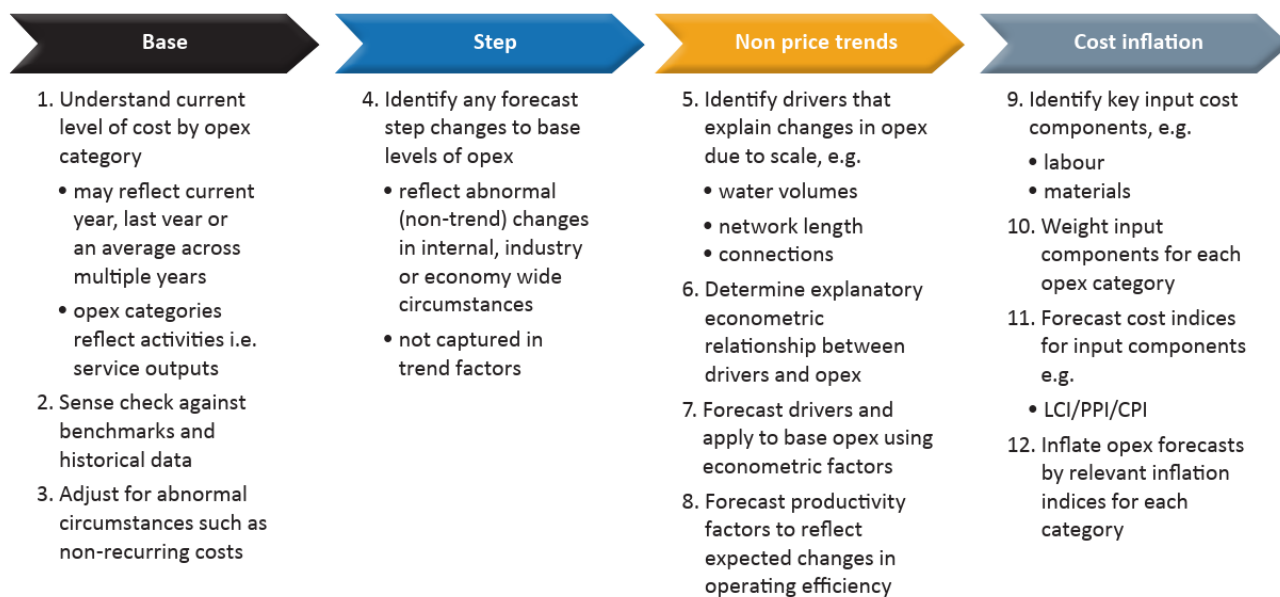 Base
1. Understand current
level of cost by opex
category
• may reflect current
year, last vear or
an average across
multiple years
• opex categories
reflect activities i.e.
service outputs
2. Sense check against
benchmarks and
historical data
3. Adjust for abnormal
circumstances such as
non-recurring costs
Step
4. Identify any forecast
step changes to base
levels of opex
• reflect abnormal
(non-trend) changes
in internal, industry
or economy wide
circumstances
• not captured in
trend factors
Non price trends
5. Identify drivers that
explain changes in opex
due to scale, e.g.
• water volumes
• network length
• connections
6. Determine explanatory
econometric
relationship between
drivers and opex
7. Forecast drivers and
apply to base opex using
econometric factors
8. Forecast productivity
factors to reflect
expected changes in
operating efficiency
Cost inflation
9. Identify key input cost
components, e.g.
• labour
• materials
10. Weight input
components for each
opex category
11. Forecast cost indices
for input components
e.g.
• LCI/PPI/CPI
12. Inflate opex forecasts
by relevant inflation
indices for each
category